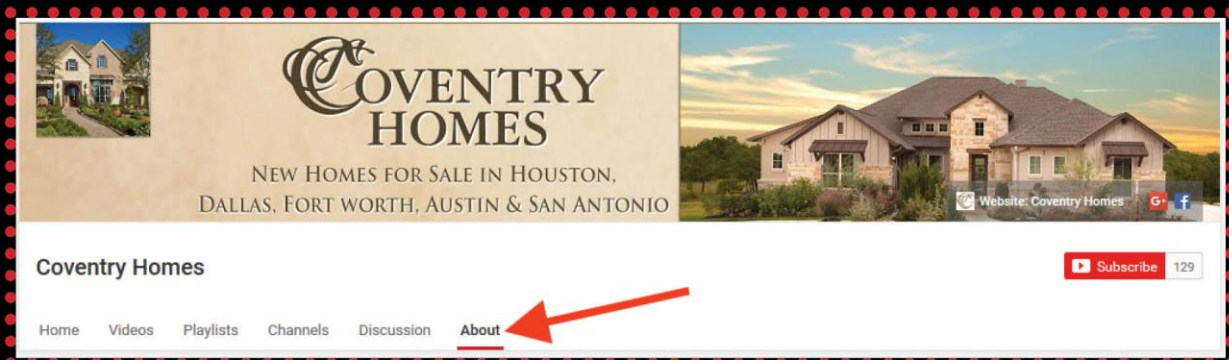 COVENTRY
HOMES
NEW HOMES FOR SALE IN HOUSTON,
DALLAS, FORT WORTH, AUSTIN & SAN ANTONIO
Website: Coventry Homes G+ f
Coventry Homes
Subscribe 129
Home Videos Playlists Channels Discussion About